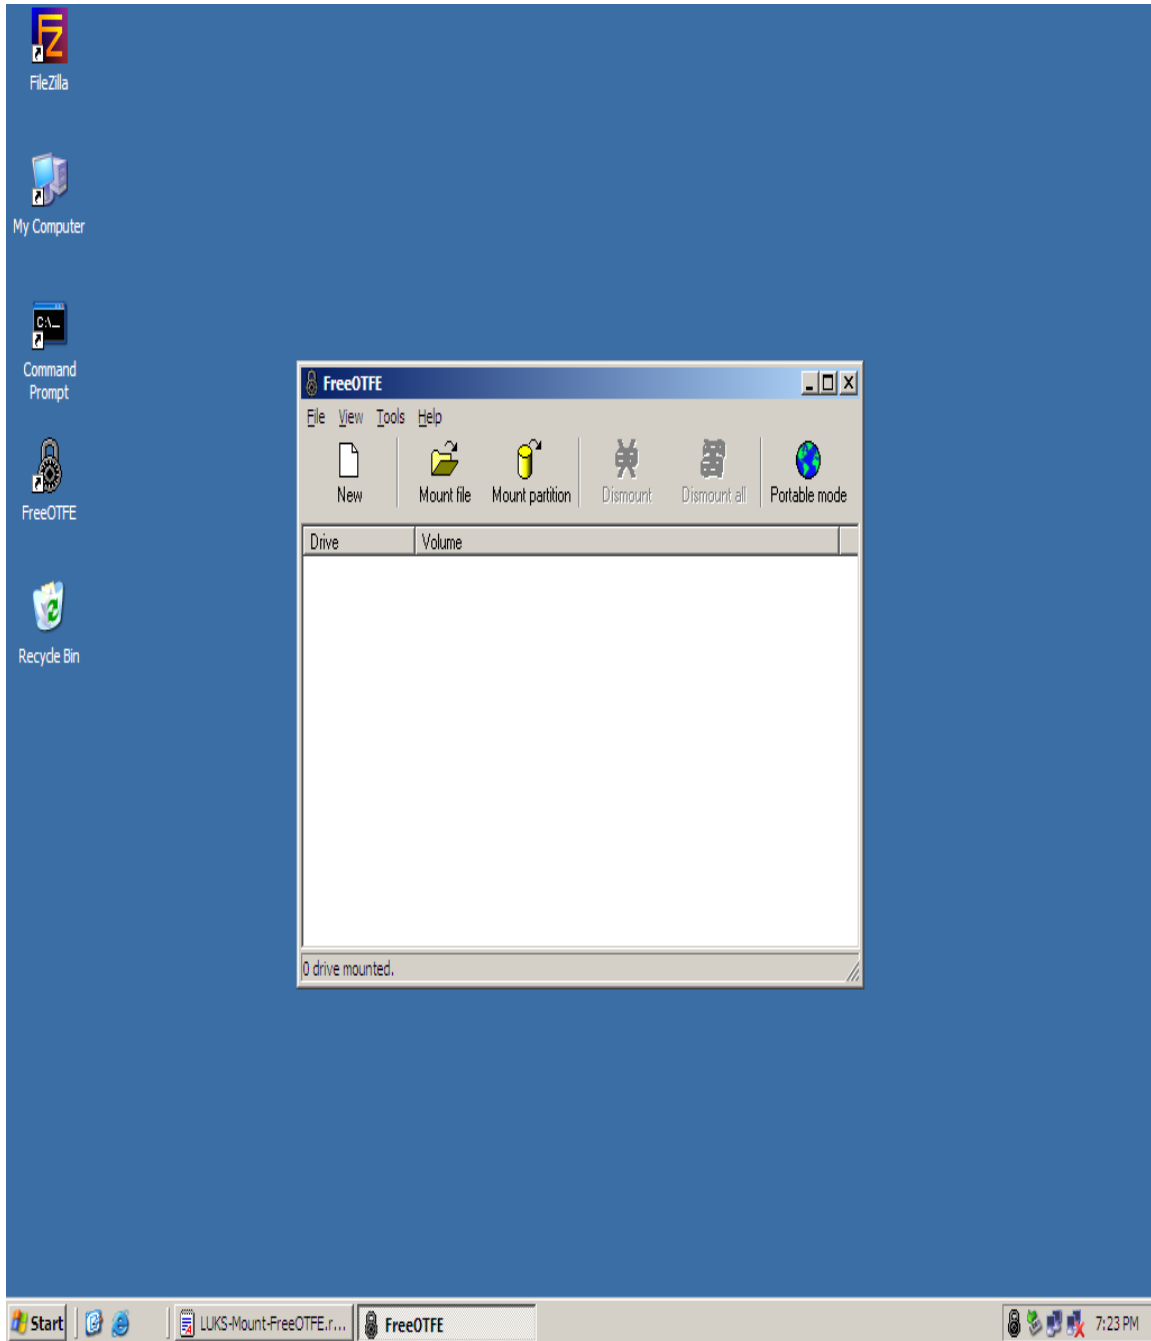 FileZilla
My Computer
C:\_
Command
Prompt
FreeOTFE
Recycle Bin
FreeOTFE
File View Tools Help
New Mount file Mount partition Dismount Dismount all Portable mode
Drive Volume
0 drive mounted.
Start LUKS-Mount-FreeOTFE.r... FreeOTFE 7:23 PM